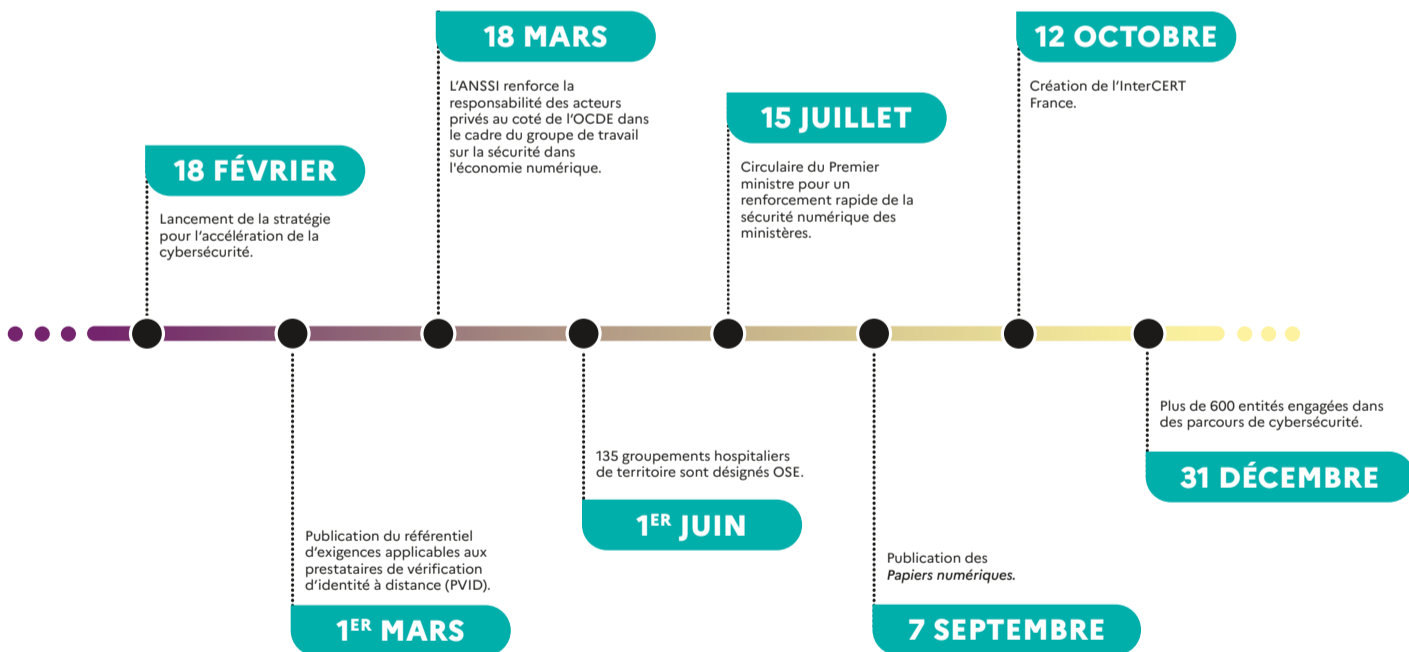 18 FÉVRIER
Lancement de la stratégie
pour l'accélération de la
cybersécurité.
1ER MARS
Publication du référentiel
d'exigences applicables aux
prestataires de vérification
d'identité à distance (PVID).
18 MARS
L'ANSSI renforce la
responsabilité des acteurs
privés au coté de l'OCDE dans
le cadre du groupe de travail
sur la sécurité dans
l'économie numérique.
1ER JUIN
135 groupements hospitaliers
de territoire sont désignés OSE.
15 JUILLET
Circulaire du Premier
ministre pour un
renforcement rapide de la
sécurité numérique des
ministères.
7 SEPTEMBRE
Publication des
Papiers numériques.
12 OCTOBRE
Création de l'InterCERT
France.
31 DÉCEMBRE
Plus de 600 entités engagées dans
des parcours de cybersécurité.